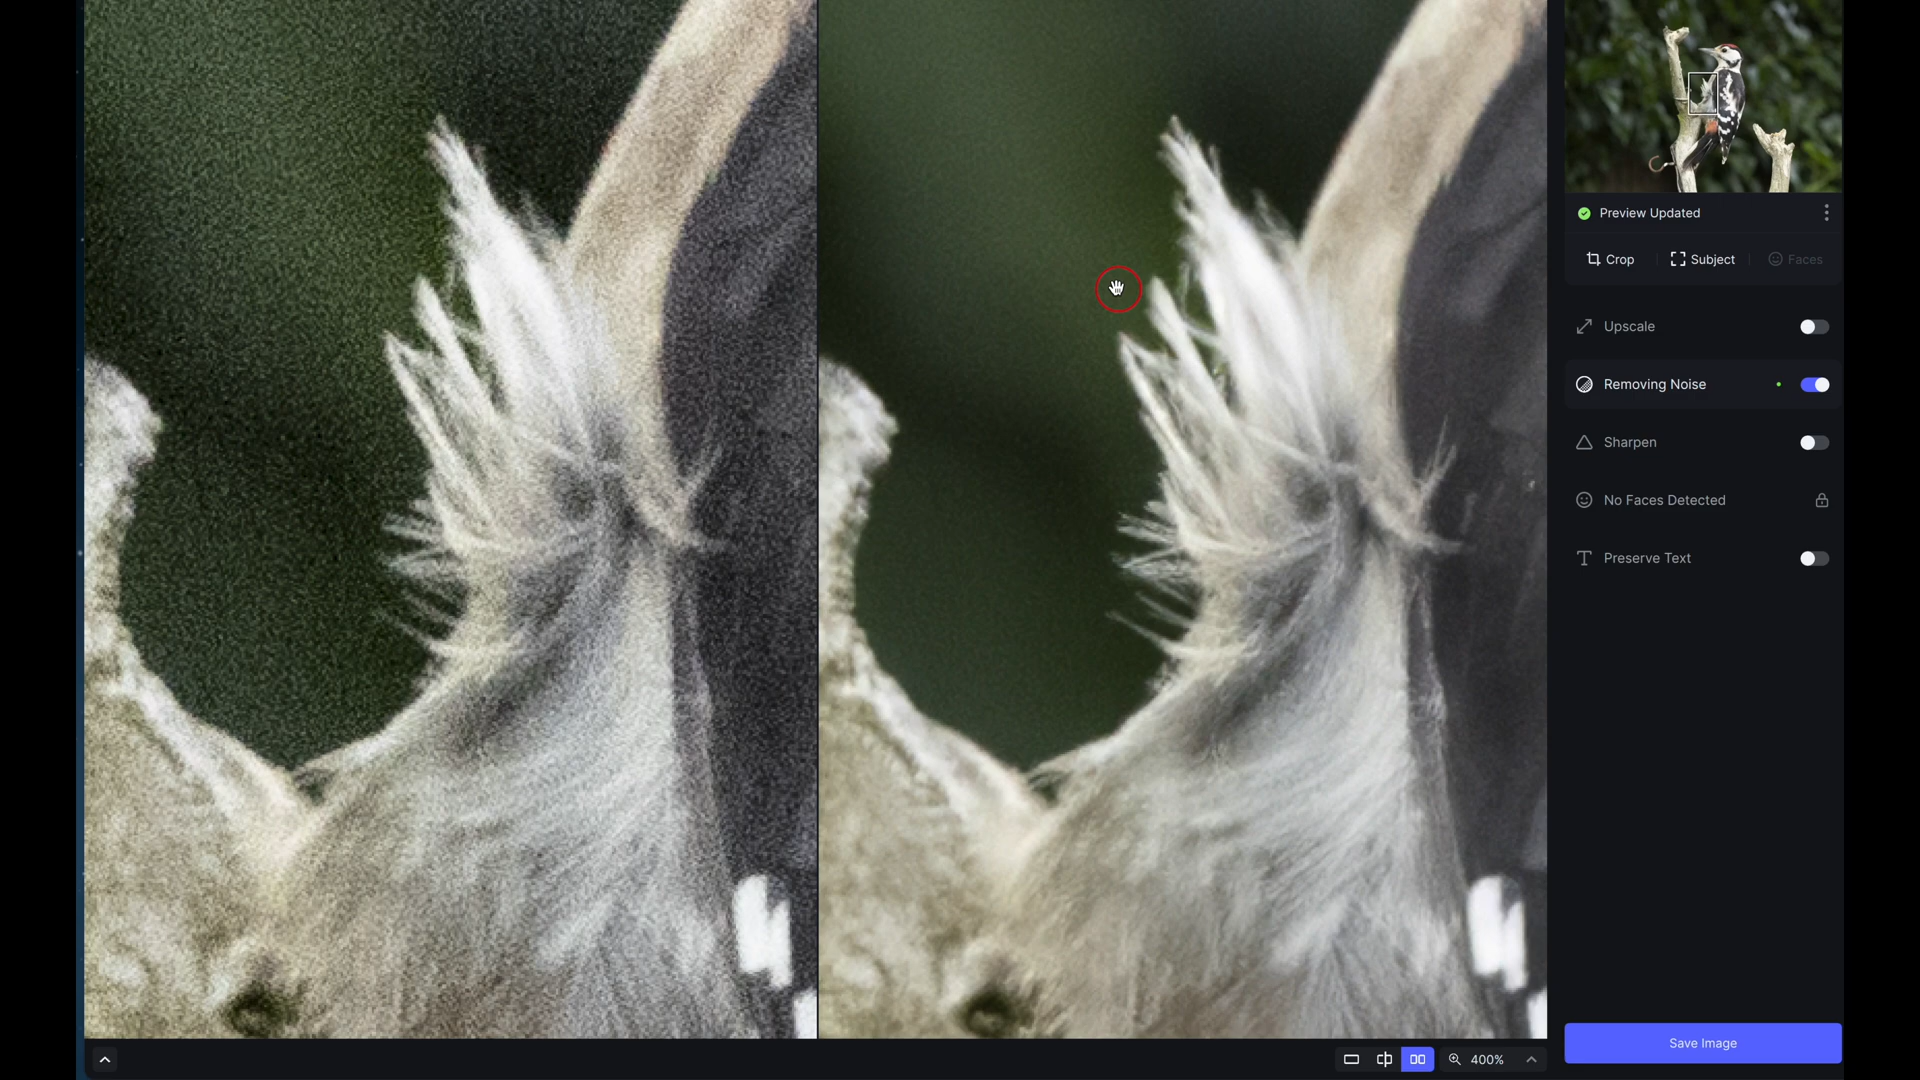 Preview Updated
Crop
Subject
Faces
Upscale
Removing Noise
Sharpen
No Faces Detected
Preserve Text
Save Image
400%